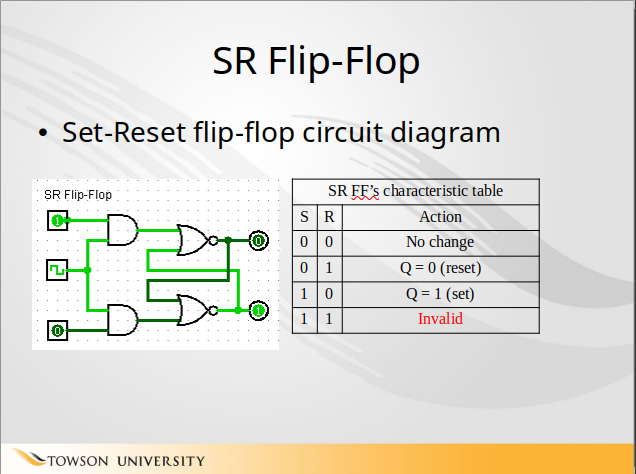 SR Flip-Flop
• Set-Reset flip-flop circuit diagram
SR Flip-Flop
1
0
0
1
SR FF's characteristic table
S R Action
0 0 No change
0 1 Q = 0 (reset)
1 0 Q = 1 (set)
1 1 Invalid
TOWSON UNIVERSITY